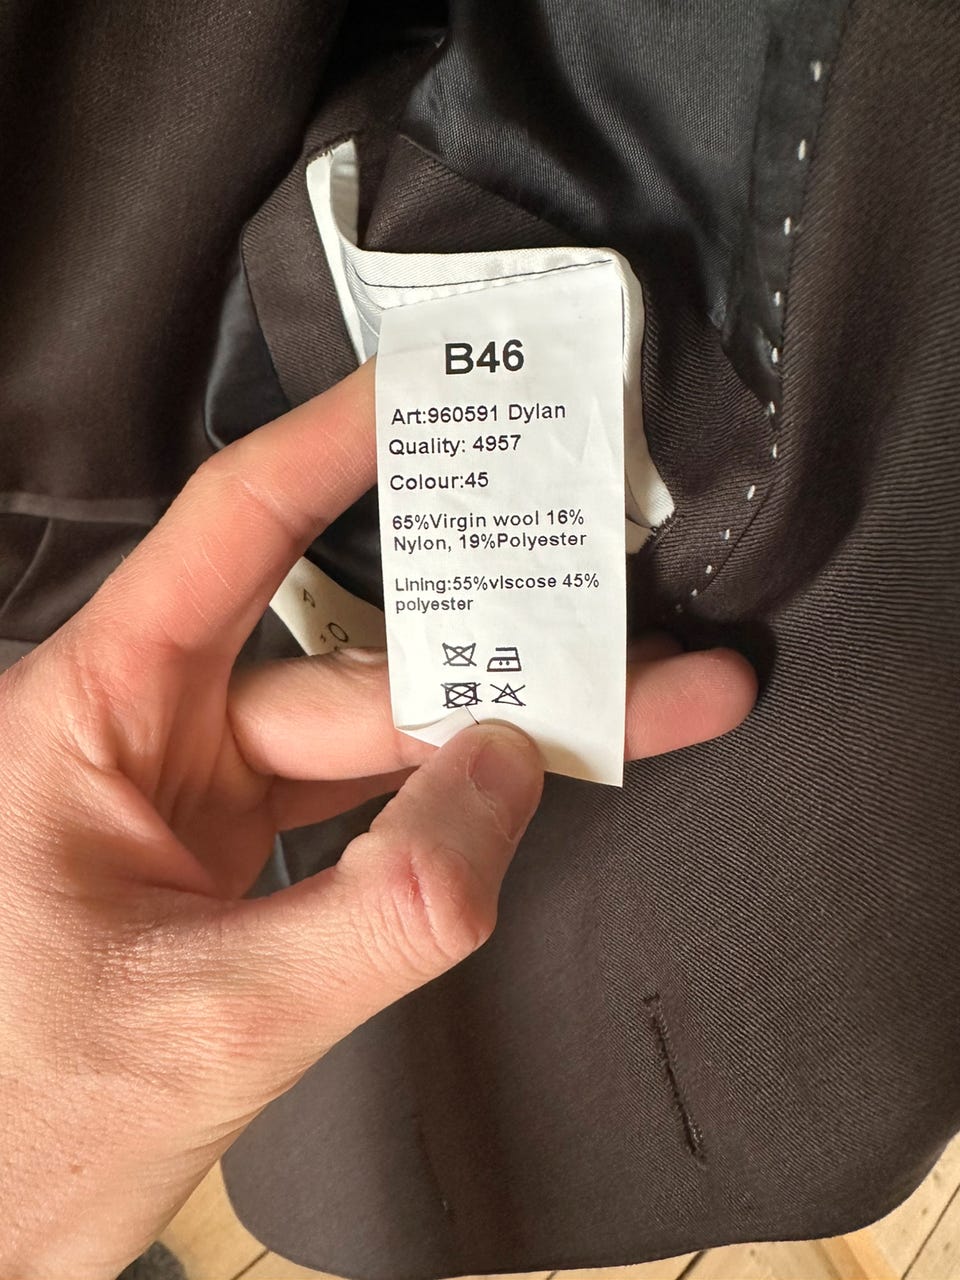 B46
Art:960591 Dylan
Quality: 4957
Colour:45
65%Virgin wool 16%
Nylon, 19%Polyester
Lining:55%viscose 45%
polyester